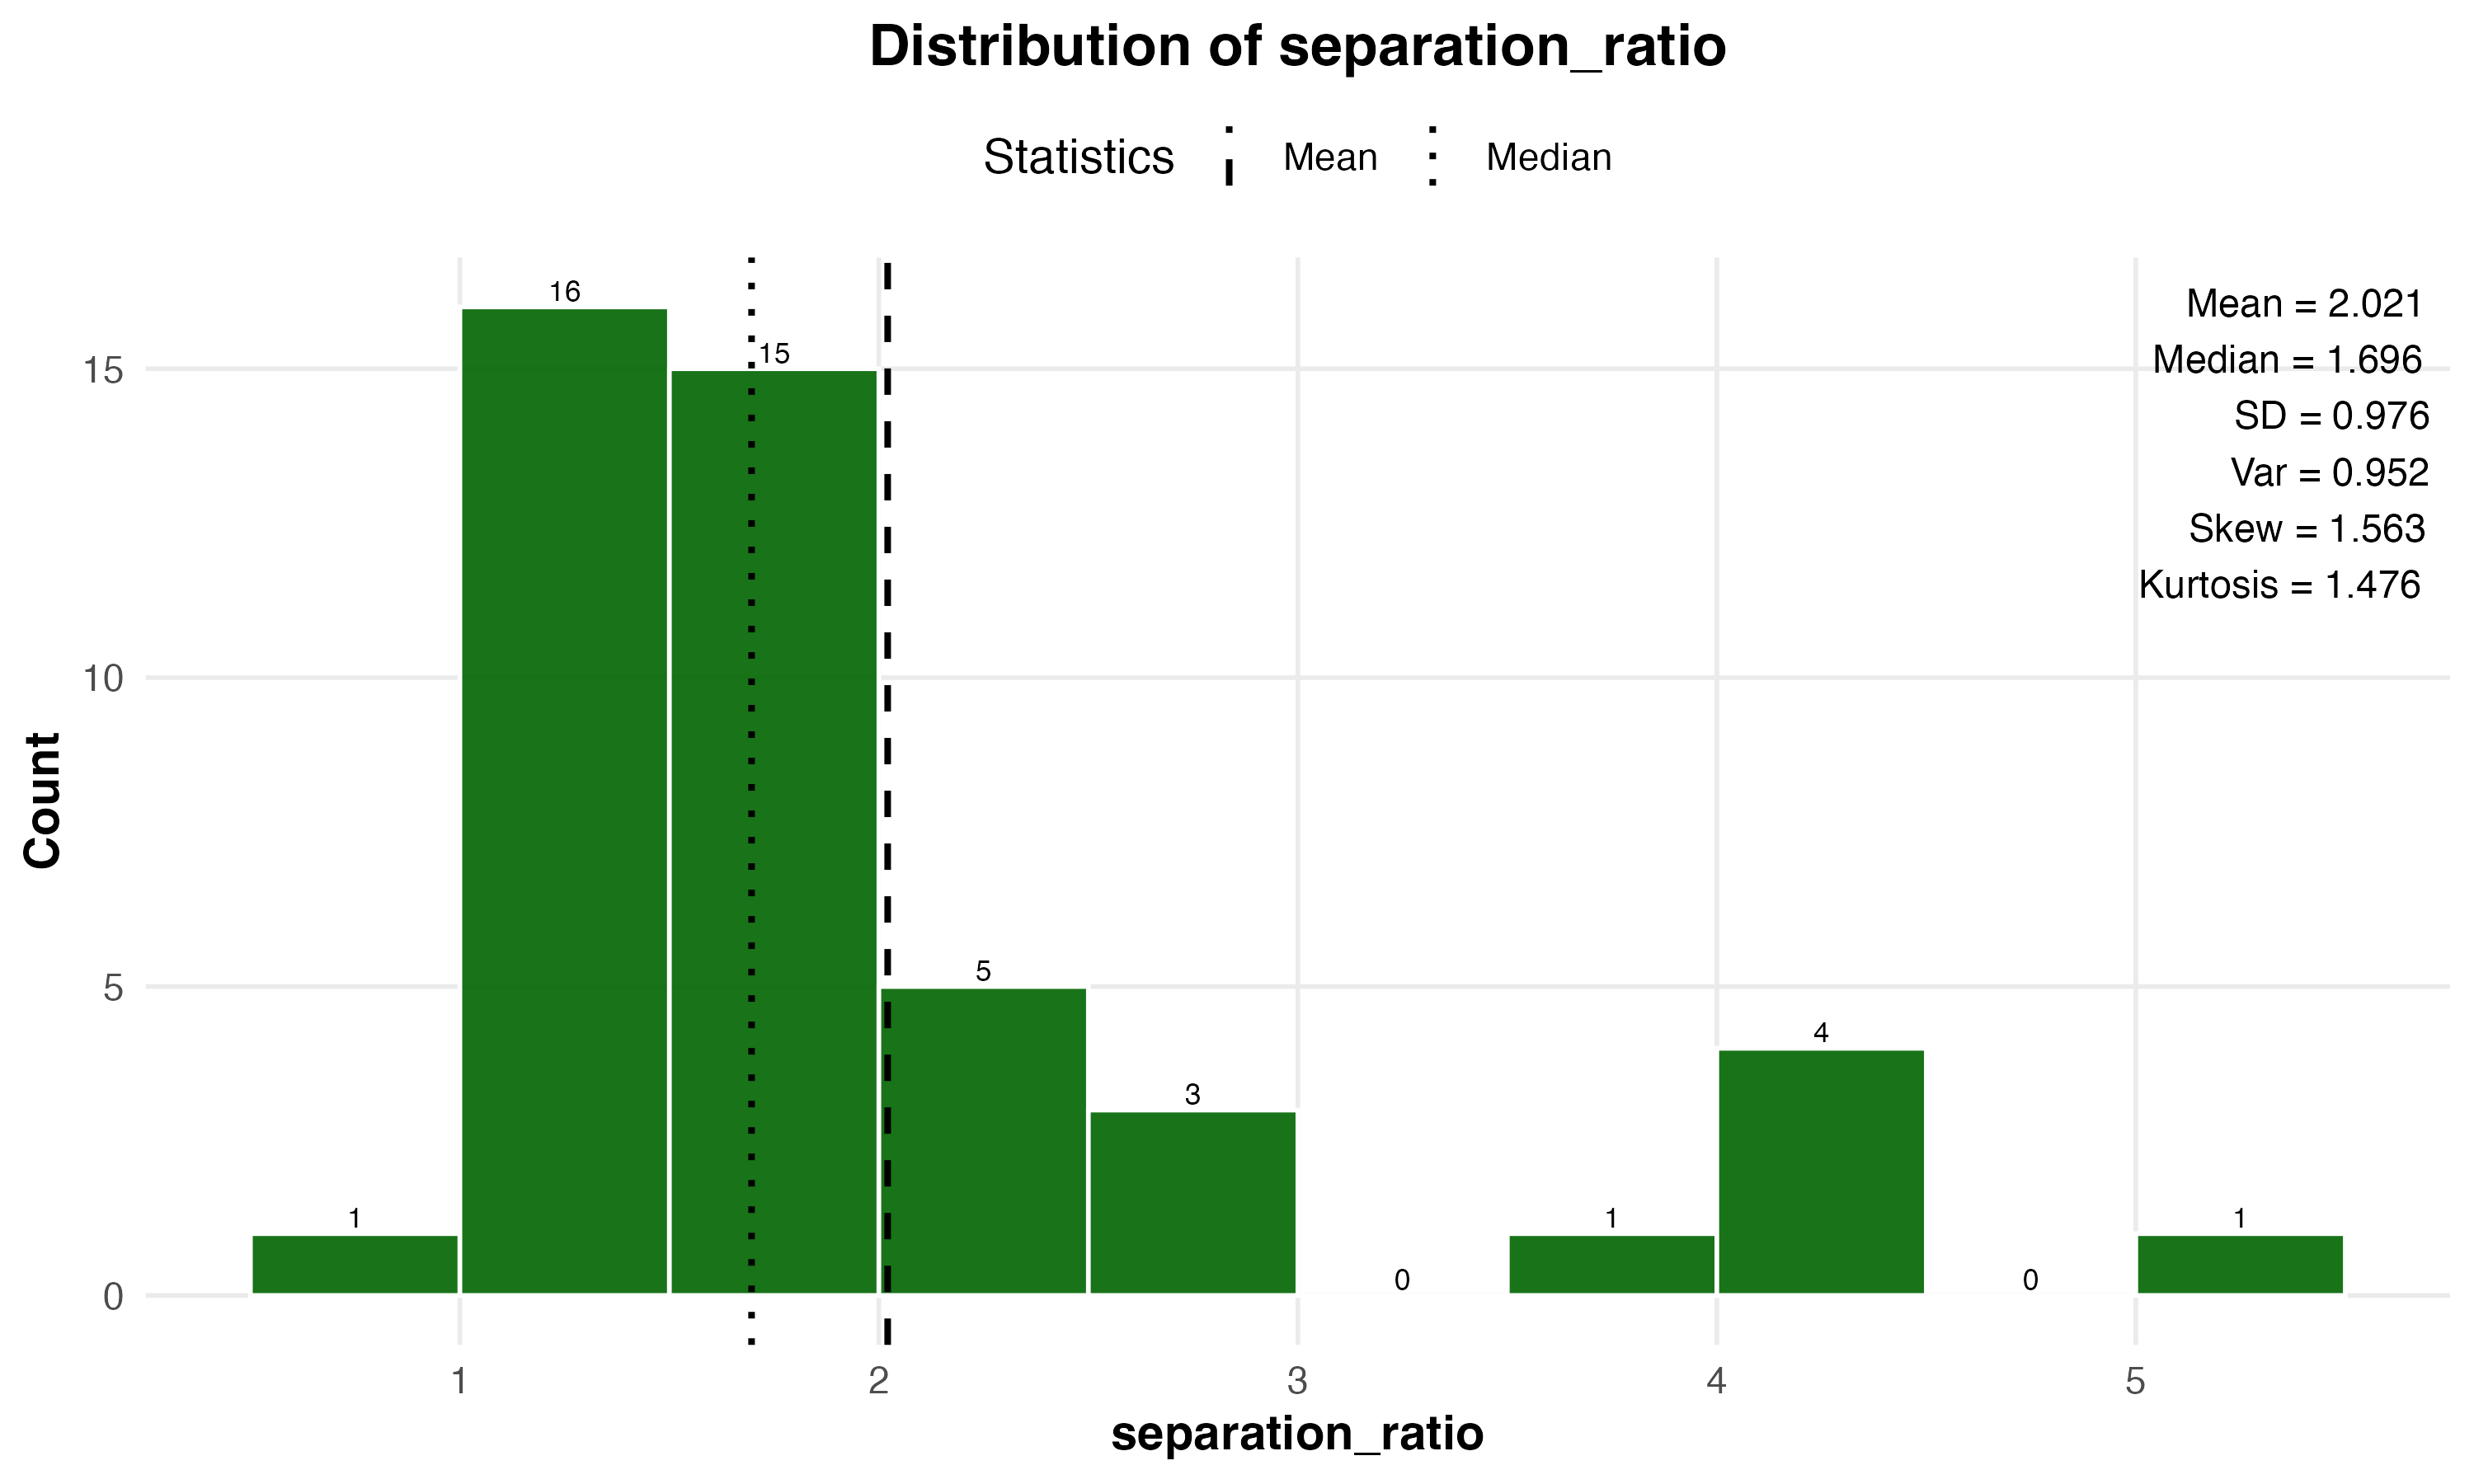 Distribution of separation_ratio
Statistics Mean Median
Mean = 2.021
Median = 1.696
SD = 0.976
Var = 0.952
Skew = 1.563
Kurtosis = 1.476
16
15
5
3
4
1
1
1
0
0
Count
15
10
5
0
1 2 3 4 5
separation_ratio